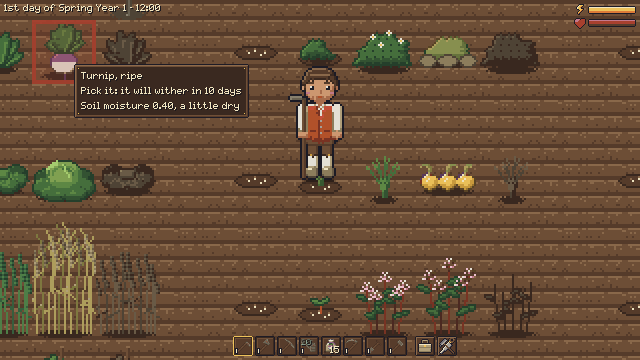 1st day of Spring Year 1 - 12:00
Turnip, ripe
Pick it: it will wither in 10 days
Soil moisture 0.40, a little dry
15